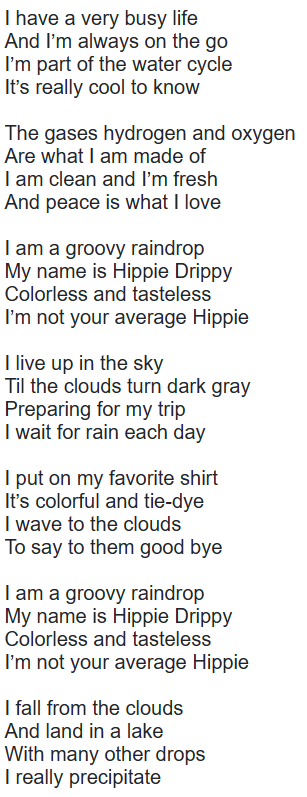 I have a very busy life
And I’m always on the go
I’m part of the water cycle
It’s really cool to know

The gases hydrogen and oxygen
Are what I am made of
I am clean and I’m fresh
And peace is what I love

I am a groovy raindrop
My name is Hippie Drippy
Colorless and tasteless
I’m not your average Hippie

I live up in the sky
Til the clouds turn dark gray
Preparing for my trip
I wait for rain each day

I put on my favorite shirt
It’s colorful and tie-dye
I wave to the clouds
To say to them good bye

I am a groovy raindrop
My name is Hippie Drippy
Colorless and tasteless
I’m not your average Hippie

I fall from the clouds
And land in a lake
With many other drops
I really precipitate